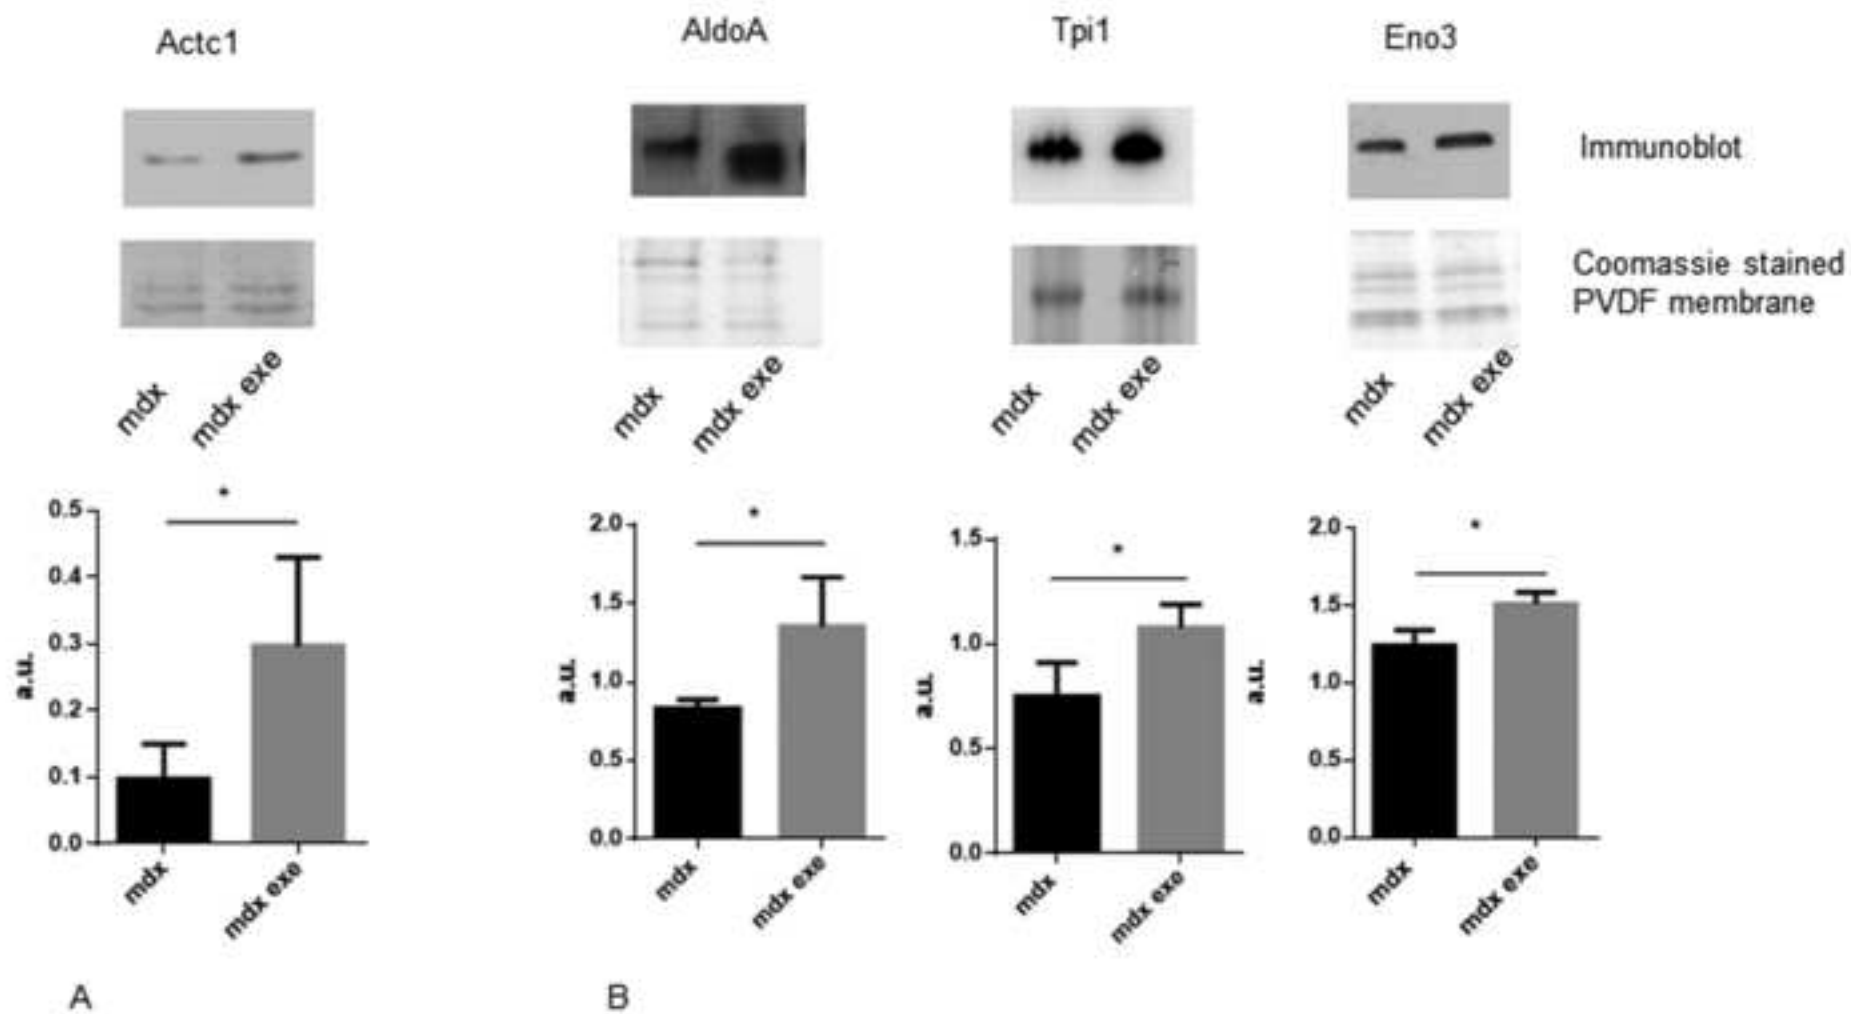 Actc1
AldoA
Tpi1
Eno3
Immunoblot
Coomassie stained
PVDF membrane
mdx
mdx exe
mdx
mdx exe
mdx
mdx exe
mdx
mdx exe
*
0.5
0.4
0.3
0.2
0.1
0.0
a.u.
mdx
mdx exe
*
2.0
1.5
1.0
0.5
0.0
a.u.
mdx
mdx exe
*
1.5
1.0
0.5
0.0
a.u.
mdx
mdx exe
*
2.0
1.5
1.0
0.5
0.0
a.u.
mdx
mdx exe
A
B